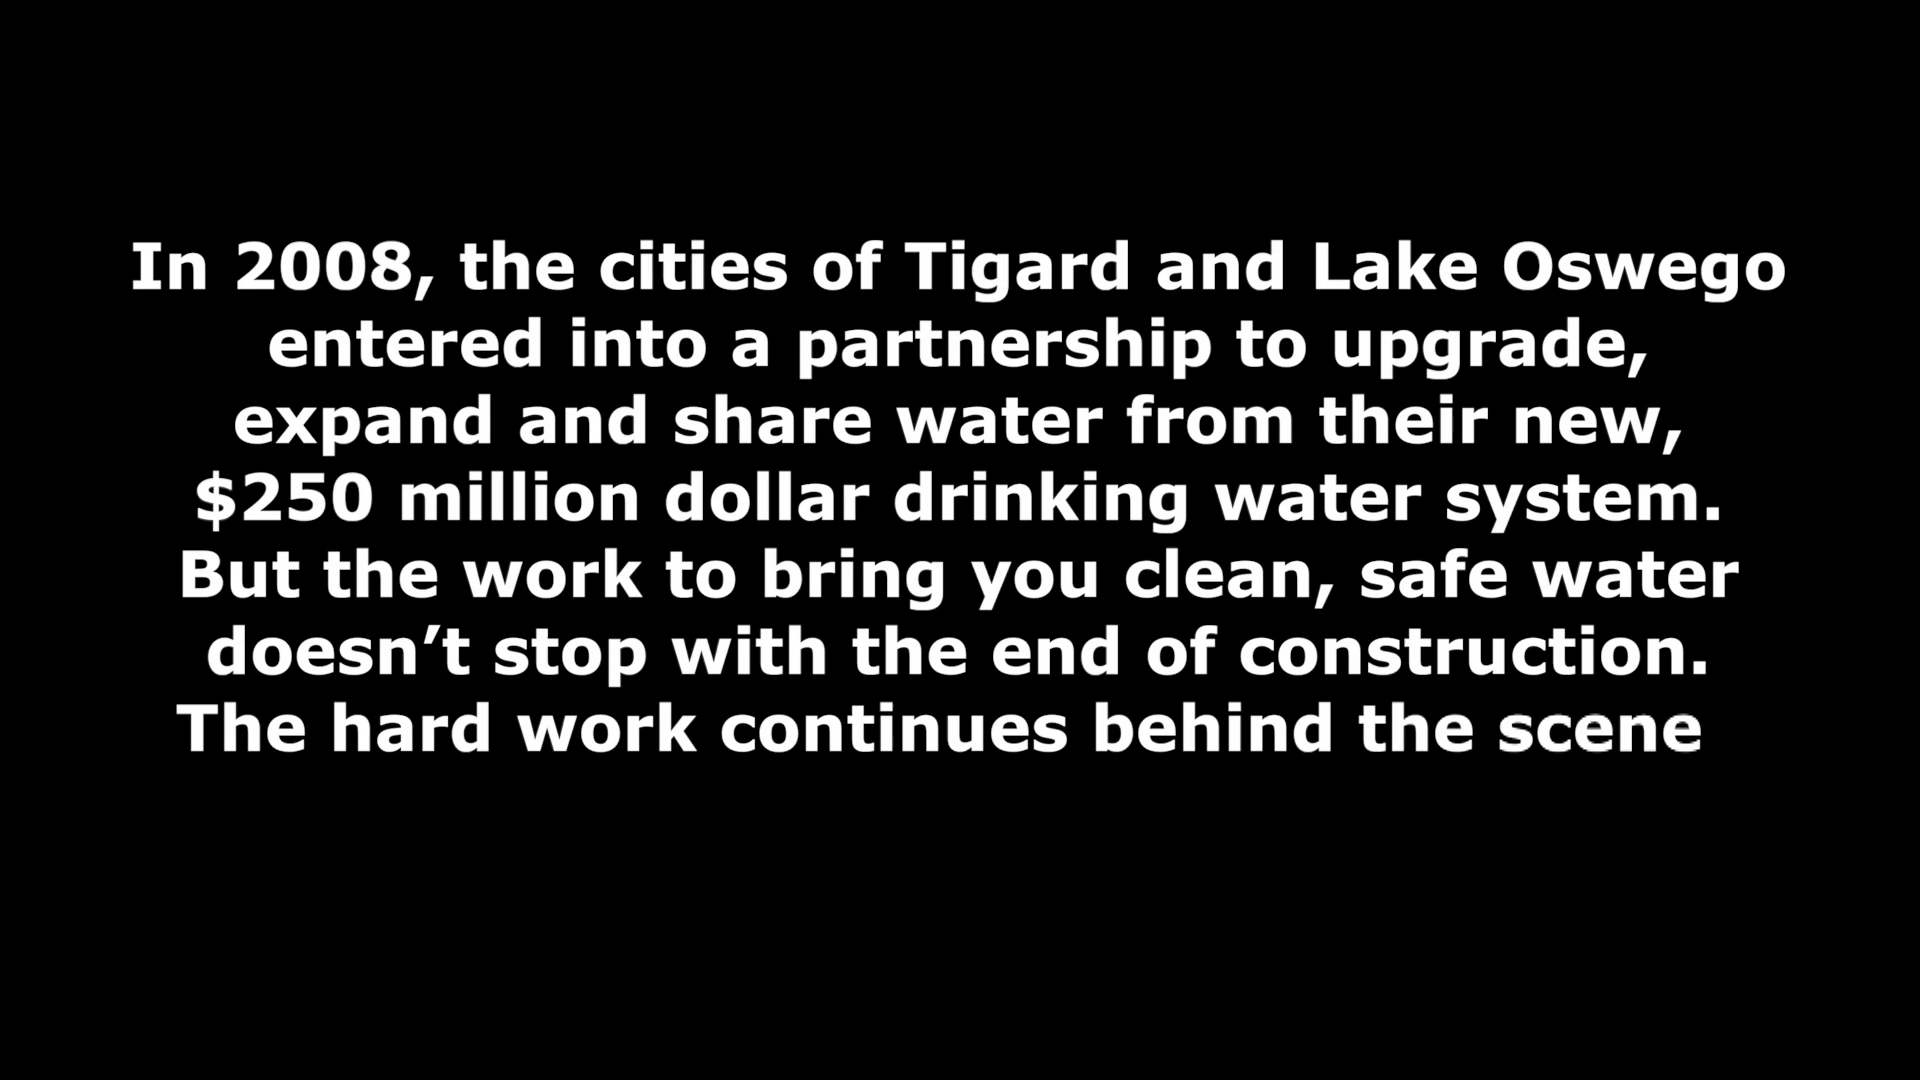 In 2008, the cities of Tigard and Lake Oswego
entered into a partnership to upgrade,
expand and share water from their new,
$250 million dollar drinking water system.
But the work to bring you clean, safe water
doesn’t stop with the end of construction.
The hard work continues behind the scene